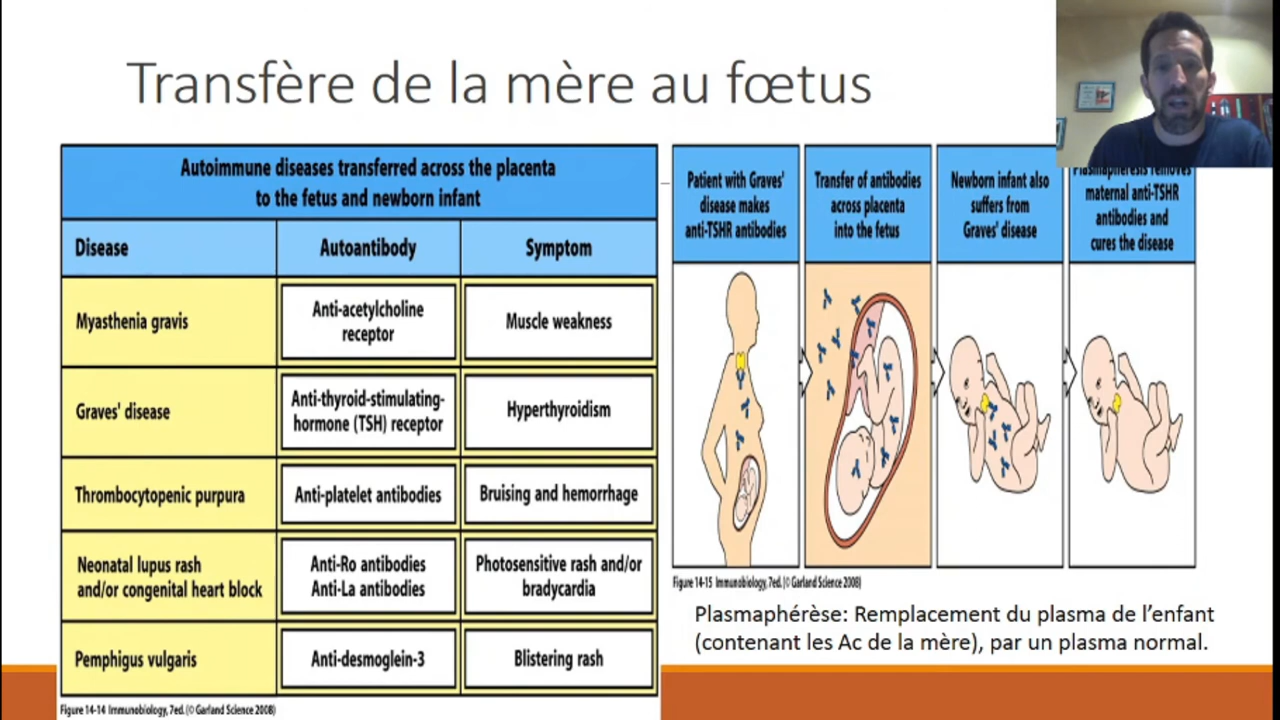 Transfère de la mère au fœtus
Autoimmune diseases transferred across the placenta
to the fetus and newborn infant
Disease
Autoantibody
Symptom
Myasthenia gravis
Anti-acetylcholine
receptor
Muscle weakness
Graves' disease
Anti-thyroid-stimulating-
hormone (TSH) receptor
Hyperthyroidism
Thrombocytopenic purpura
Anti-platelet antibodies
Bruising and hemorrhage
Neonatal lupus rash
and/or congenital heart block
Anti-Ro antibodies
Anti-La antibodies
Photosensitive rash and/or
bradycardia
Pemphigus vulgaris
Anti-desmoglein-3
Blistering rash
Figure 14-14 Immunobiology, 7ed. (© Garland Science 2008)
Patient with Graves'
disease makes
anti-TSHR antibodies
Transfer of antibodies
across placenta
into the fetus
Newborn infant also
suffers from
Graves' disease
Plasmapheresis removes
maternal anti-TSHR
antibodies and
cures the disease
Figure 14-15 Immunobiology, 7ed. (© Garland Science 2008)
Plasmaphérèse: Remplacement du plasma de l’enfant
(contenant les Ac de la mère), par un plasma normal.